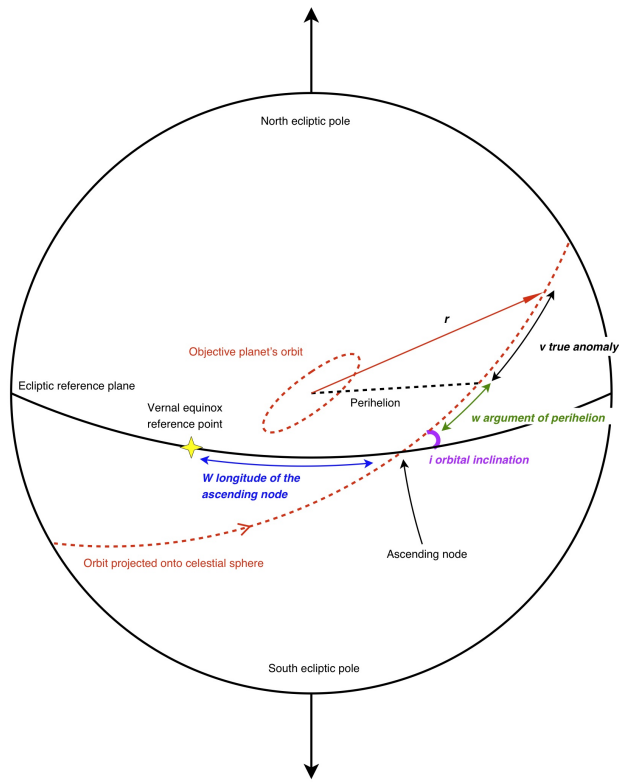 North ecliptic pole
r
v true anomaly
Objective planet's orbit
Ecliptic reference plane
Perihelion
Vernal equinox
reference point
w argument of perihelion
i orbital inclination
W longitude of the
ascending node
Ascending node
Orbit projected onto celestial sphere
South ecliptic pole